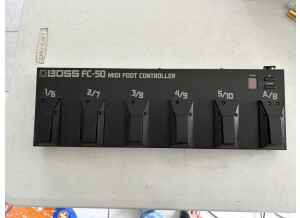 BOSS FC-50 MIDI FOOT CONTROLLER
1/6 2/7 3/8 4/9 5/10 A/B